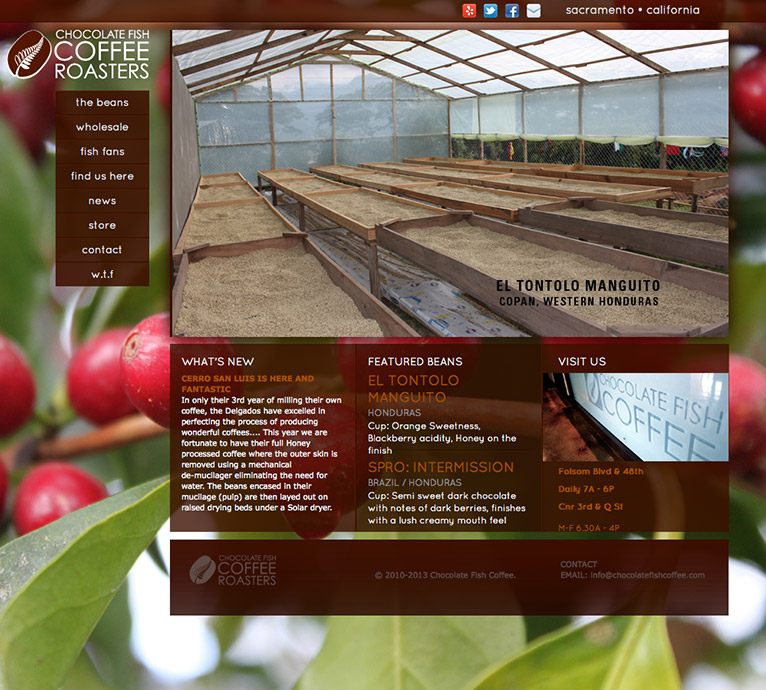 sacramento • california
CHOCOLATE FISH
COFFEE
ROASTERS
the beans
wholesale
fish fans
find us here
news
store
contact
w.t.f
EL TONTOLO MANGUITO
COPAN, WESTERN HONDURAS
WHAT'S NEW
CERRO SAN LUIS IS HERE AND
FANTASTIC
In only their 3rd year of milling their own
coffee, the Delgados have excelled in
perfecting the process of producing
wonderful coffees.... This year we are
fortunate to have their full Honey
processed coffee where the outer skin is
removed using a mechanical
de-mucilager eliminating the need for
water. The beans encased in their
mucilage (pulp) are then layed out on
raised drying beds under a Solar dryer.
FEATURED BEANS
EL TONTOLO
MANGUITO
HONDURAS
Cup: Orange Sweetness,
Blackberry acidity, Honey on the
finish
SPRO: INTERMISSION
BRAZIL / HONDURAS
Cup: Semi sweet dark chocolate
with notes of dark berries, finishes
with a lush creamy mouth feel
VISIT US
CHOCOLATE FISH
COFFEE
Folsom Blvd & 48th
Daily 7A - 6P
Cnr 3rd & Q St
M-F 6.30A - 4P
CHOCOLATE FISH
COFFEE
ROASTERS
© 2010-2013 Chocolate Fish Coffee.
CONTACT
EMAIL: info@chocolatefishcoffee.com